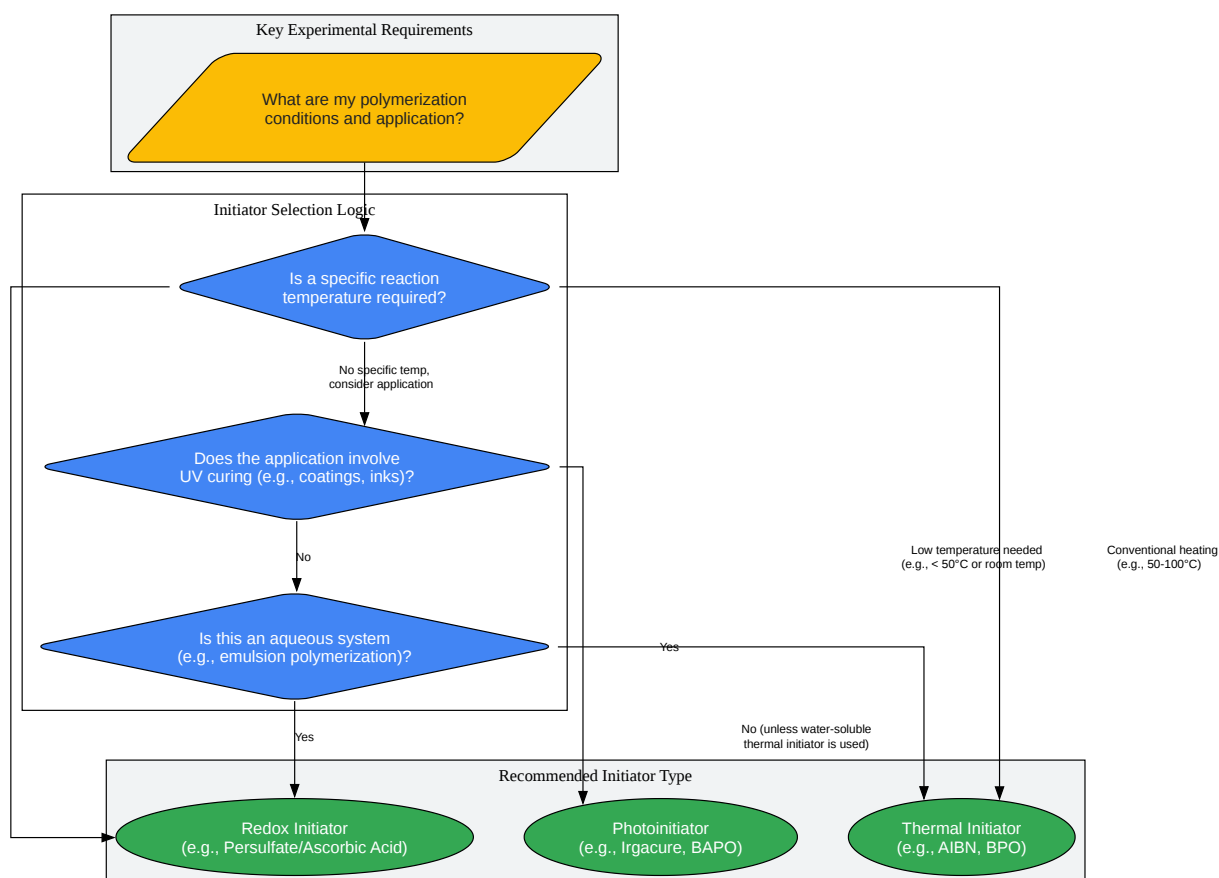 Key Experimental Requirements
What are my polymerization
conditions and application?
Initiator Selection Logic
Is a specific reaction
temperature required?
No specific temp,
consider application
Does the application involve
UV curing (e.g., coatings, inks)?
No
Low temperature needed
(e.g., < 50°C or room temp)
Conventional heating
(e.g., 50-100°C)
Is this an aqueous system
(e.g., emulsion polymerization)?
Yes
Yes
No (unless water-soluble
thermal initiator is used)
Recommended Initiator Type
Redox Initiator
(e.g., Persulfate/Ascorbic Acid)
Photoinitiator
(e.g., Irgacure, BAPO)
Thermal Initiator
(e.g., AIBN, BPO)